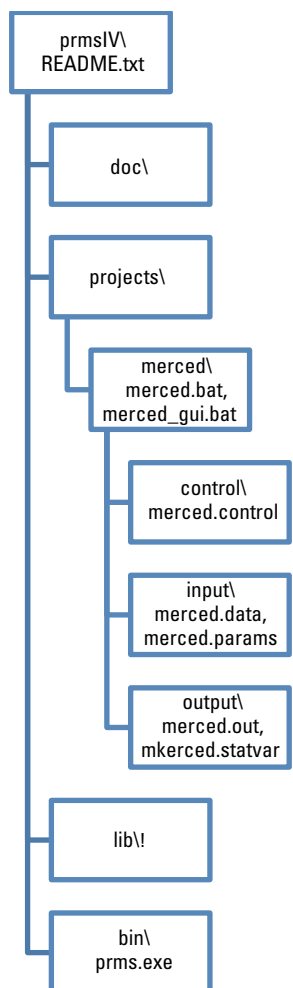 prmsIV\
README.txt
doc\
projects\
merced\
merced.bat,
merced_gui.bat
control\
merced.control
input\
merced.data,
merced.params
output\
merced.out,
mkerced.statvar
lib\!
bin\
prms.exe